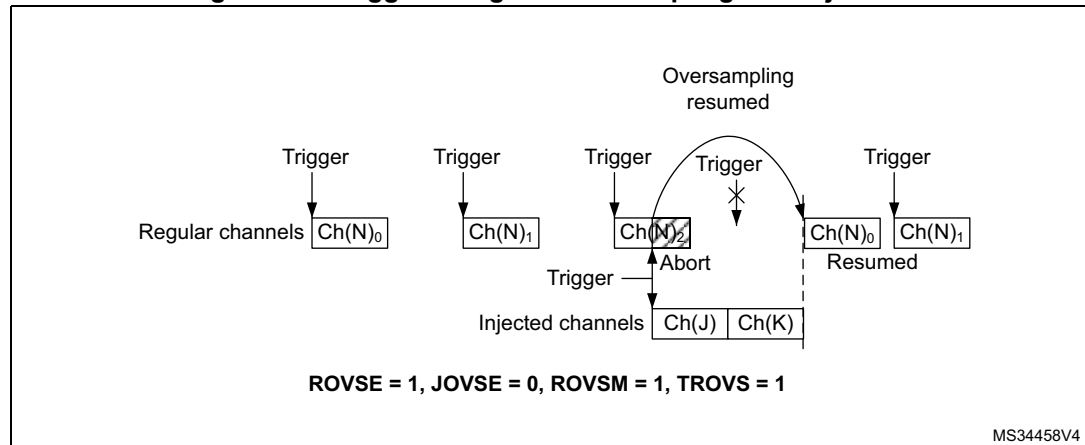 Oversampling
resumed
Trigger Trigger Trigger Trigger Trigger
Regular channels Ch(N)0 Ch(N)1 Ch(N)2 Ch(N)0 Ch(N)1
Abort Resumed
Trigger
Injected channels Ch(J) Ch(K)
ROVSE = 1, JOVSE = 0, ROVSM = 1, TROVS = 1
MS34458V4